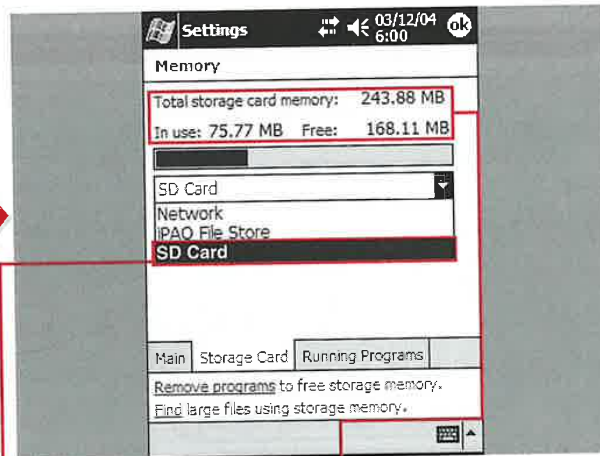 Settings 03/12/04 6:00 ok
Memory
Total storage card memory: 243.88 MB
In use: 75.77 MB Free: 168.11 MB
SD Card
Network
iPAQ File Store
SD Card
Main Storage Card Running Programs
Remove programs to free storage memory.
Find large files using storage memory.